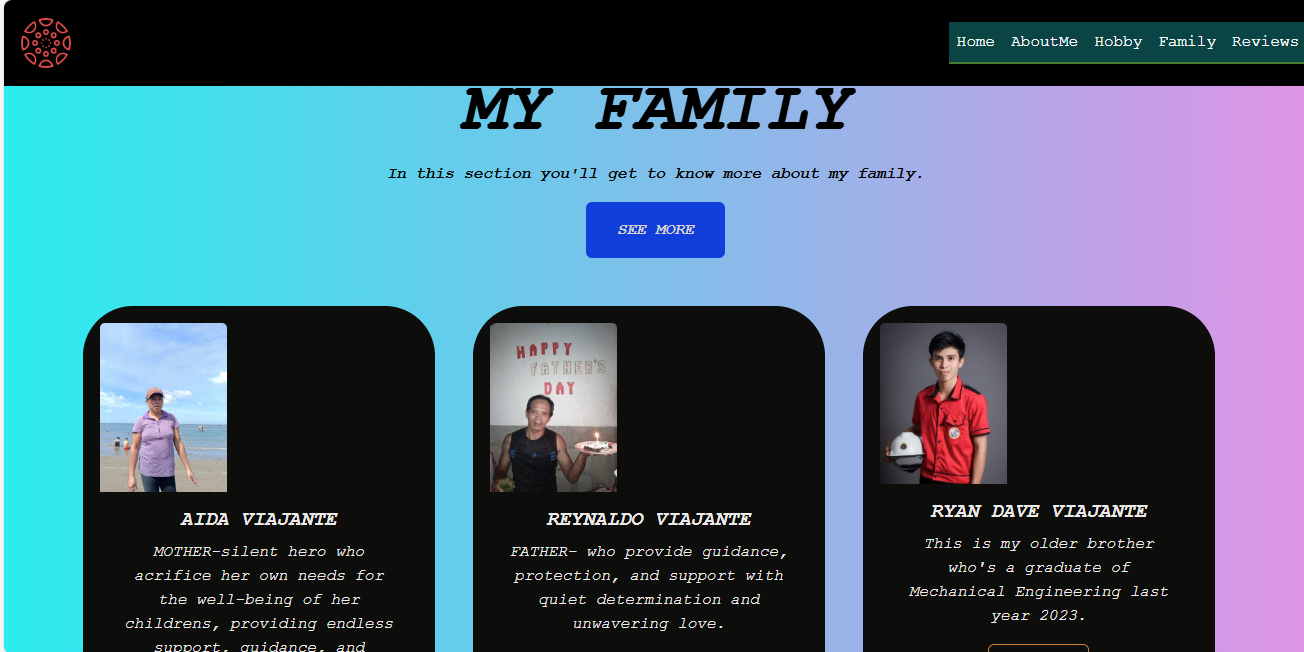 Home AboutMe Hobby Family Reviews
MY FAMILY
In this section you'll get to know more about my family.
SEE MORE
HAPPY
FATHER'S
DAY
AIDA VIAJANTE
MOTHER-silent hero who
acrifice her own needs for
the well-being of her
childrens, providing endless
support, guidance, and
REYNALDO VIAJANTE
FATHER- who provide guidance,
protection, and support with
quiet determination and
unwavering love.
RYAN DAVE VIAJANTE
This is my older brother
who's a graduate of
Mechanical Engineering last
year 2023.